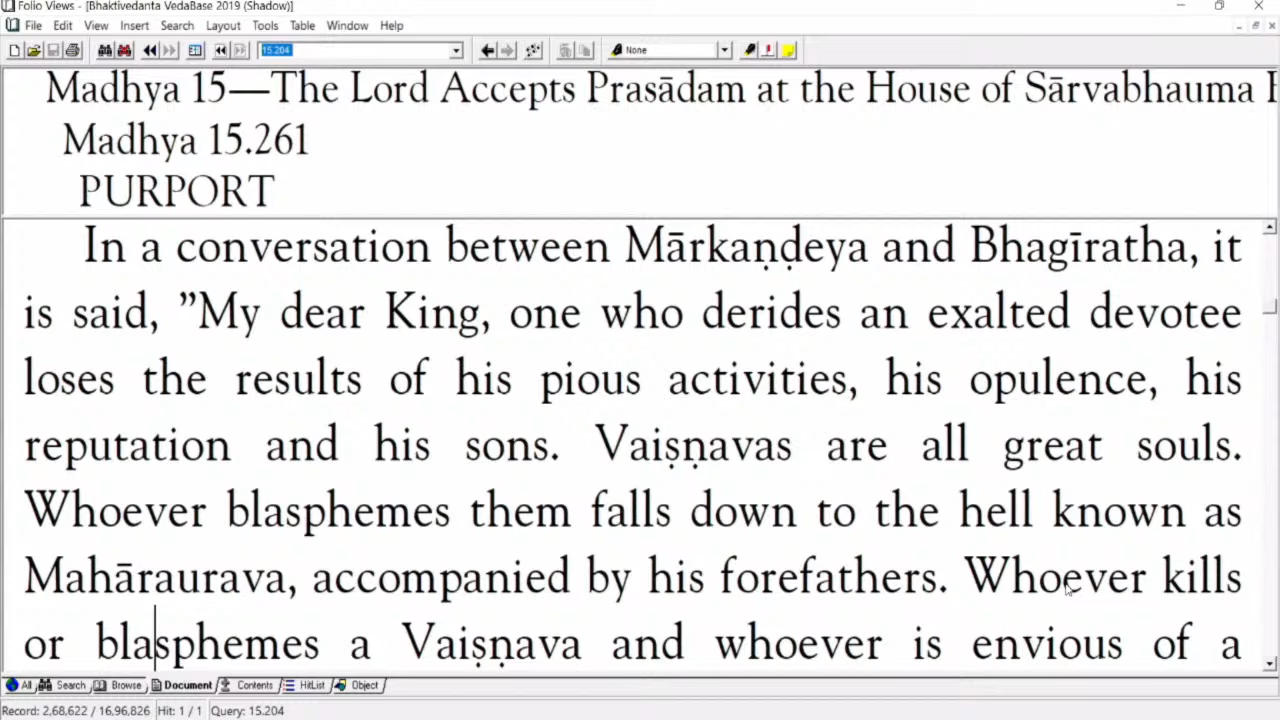 Folio Views - [Bhaktivedanta VedaBase 2019 (Shadow)]
File Edit View Insert Search Layout Tools Table Window Help
15.204 None
Madhya 15—The Lord Accepts Prasādam at the House of Sārvabhauma
Madhya 15.261
PURPORT
In a conversation between Mārkaṇḍeya and Bhagīratha, it
is said, ”My dear King, one who derides an exalted devotee
loses the results of his pious activities, his opulence, his
reputation and his sons. Vaiṣṇavas are all great souls.
Whoever blasphemes them falls down to the hell known as
Mahāraurava, accompanied by his forefathers. Whoever kills
or blasphemes a Vaiṣṇava and whoever is envious of a
All Search Browse Document Contents HitList Object
Record: 2,68,622 / 16,96,826 Hit: 1 / 1 Query: 15.204